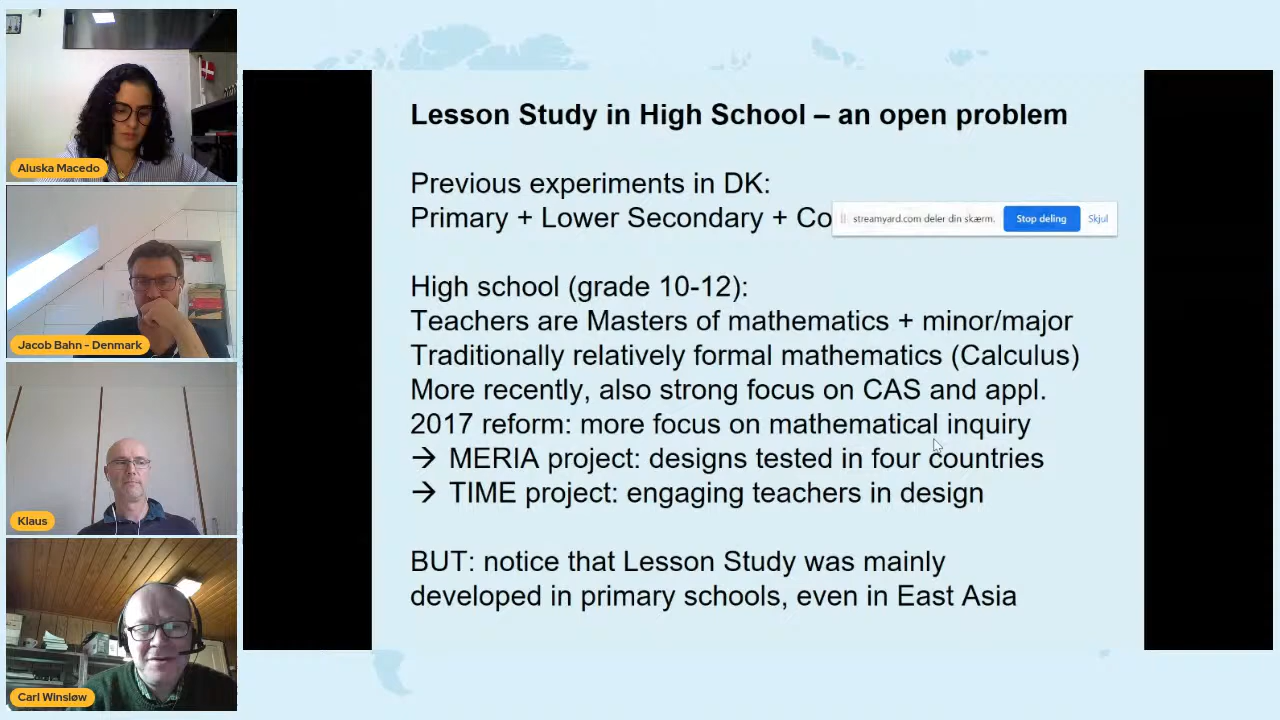 Aluska Macedo
Jacob Bahn - Denmark
Klaus
Carl Winsløw
Lesson Study in High School – an open problem
Previous experiments in DK:
Primary + Lower Secondary + Co
streamyard.com deler din skærm.
Stop deling
Skjul
High school (grade 10-12):
Teachers are Masters of mathematics + minor/major
Traditionally relatively formal mathematics (Calculus)
More recently, also strong focus on CAS and appl.
2017 reform: more focus on mathematical inquiry
→ MERIA project: designs tested in four countries
→ TIME project: engaging teachers in design
BUT: notice that Lesson Study was mainly
developed in primary schools, even in East Asia